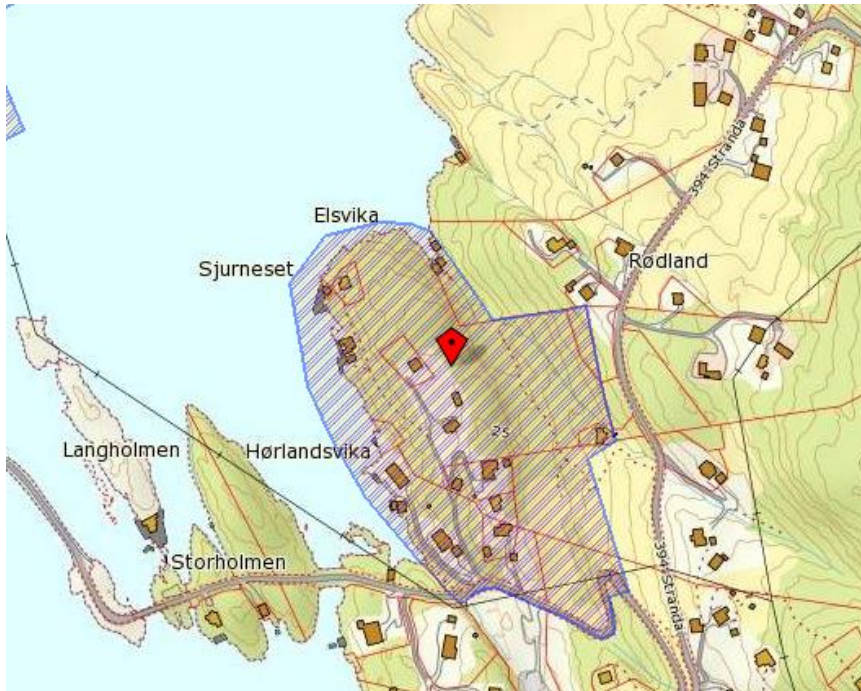 394 Stranda
Elsvika
Sjurneset
Rødland
25
Langholmen
Hørlandsvika
Storholmen
394 Stranda